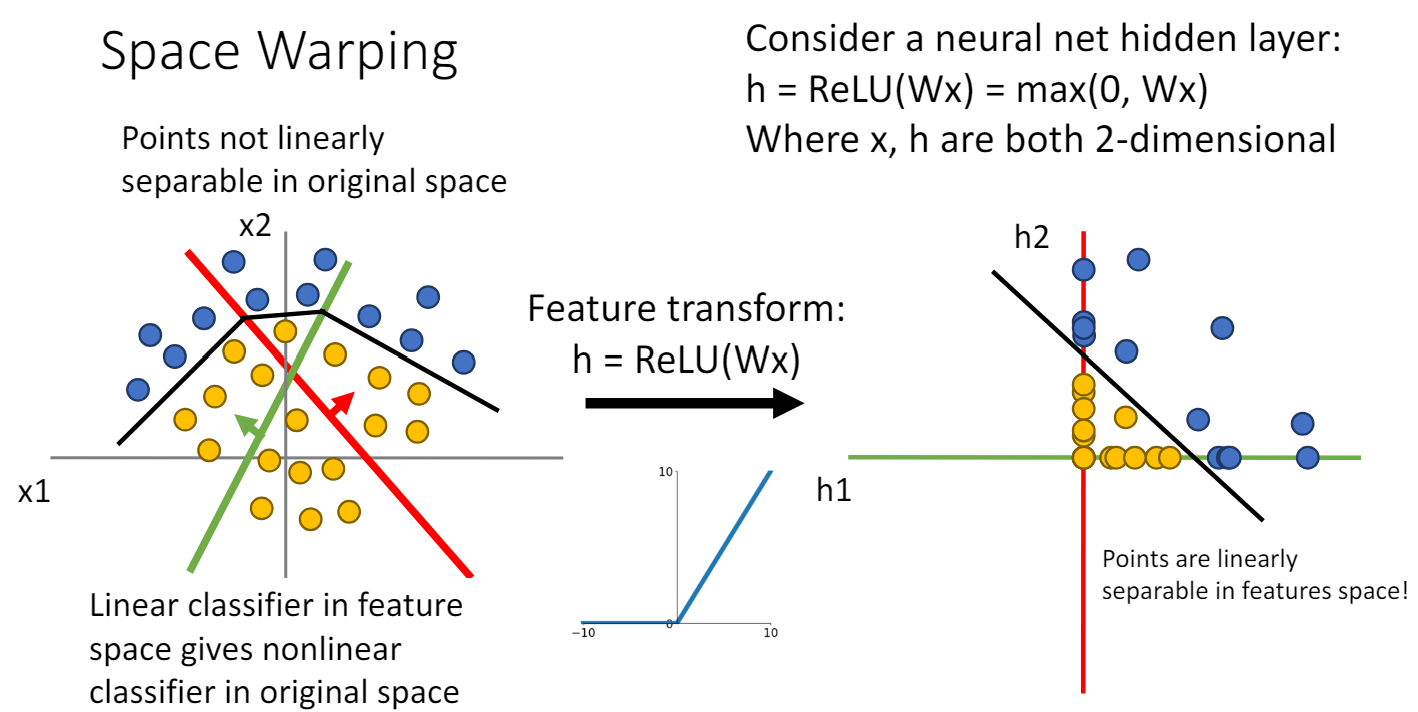 Space Warping
Consider a neural net hidden layer:
h = ReLU(Wx) = max(0, Wx)
Where x, h are both 2-dimensional
Points not linearly
separable in original space
x2
x1
Feature transform:
h = ReLU(Wx)
10
0
−10
10
h2
h1
Points are linearly
separable in features space!
Linear classifier in feature
space gives nonlinear
classifier in original space